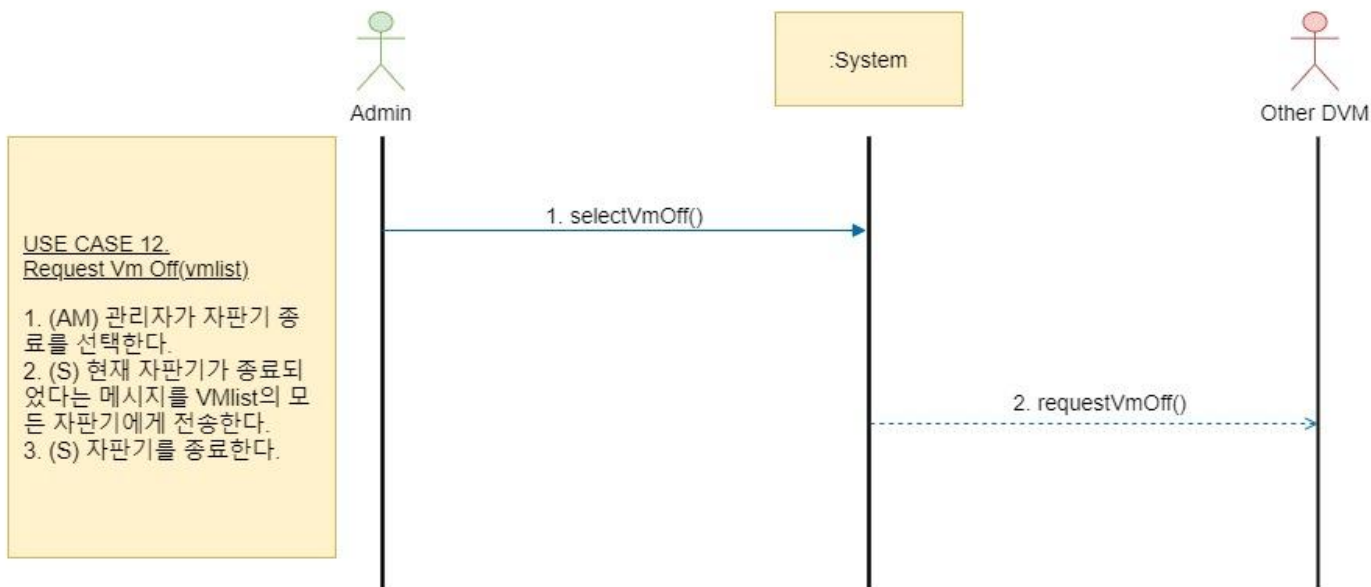 :System
Admin
Other DVM
1. selectVmOff()
USE CASE 12.
Request Vm Off(vmlist)
1. (AM) 관리자가 자판기 종
료를 선택한다.
2. (S) 현재 자판기가 종료되
었다는 메시지를 VMlist의 모
든 자판기에게 전송한다.
3. (S) 자판기를 종료한다.
2. requestVmOff()